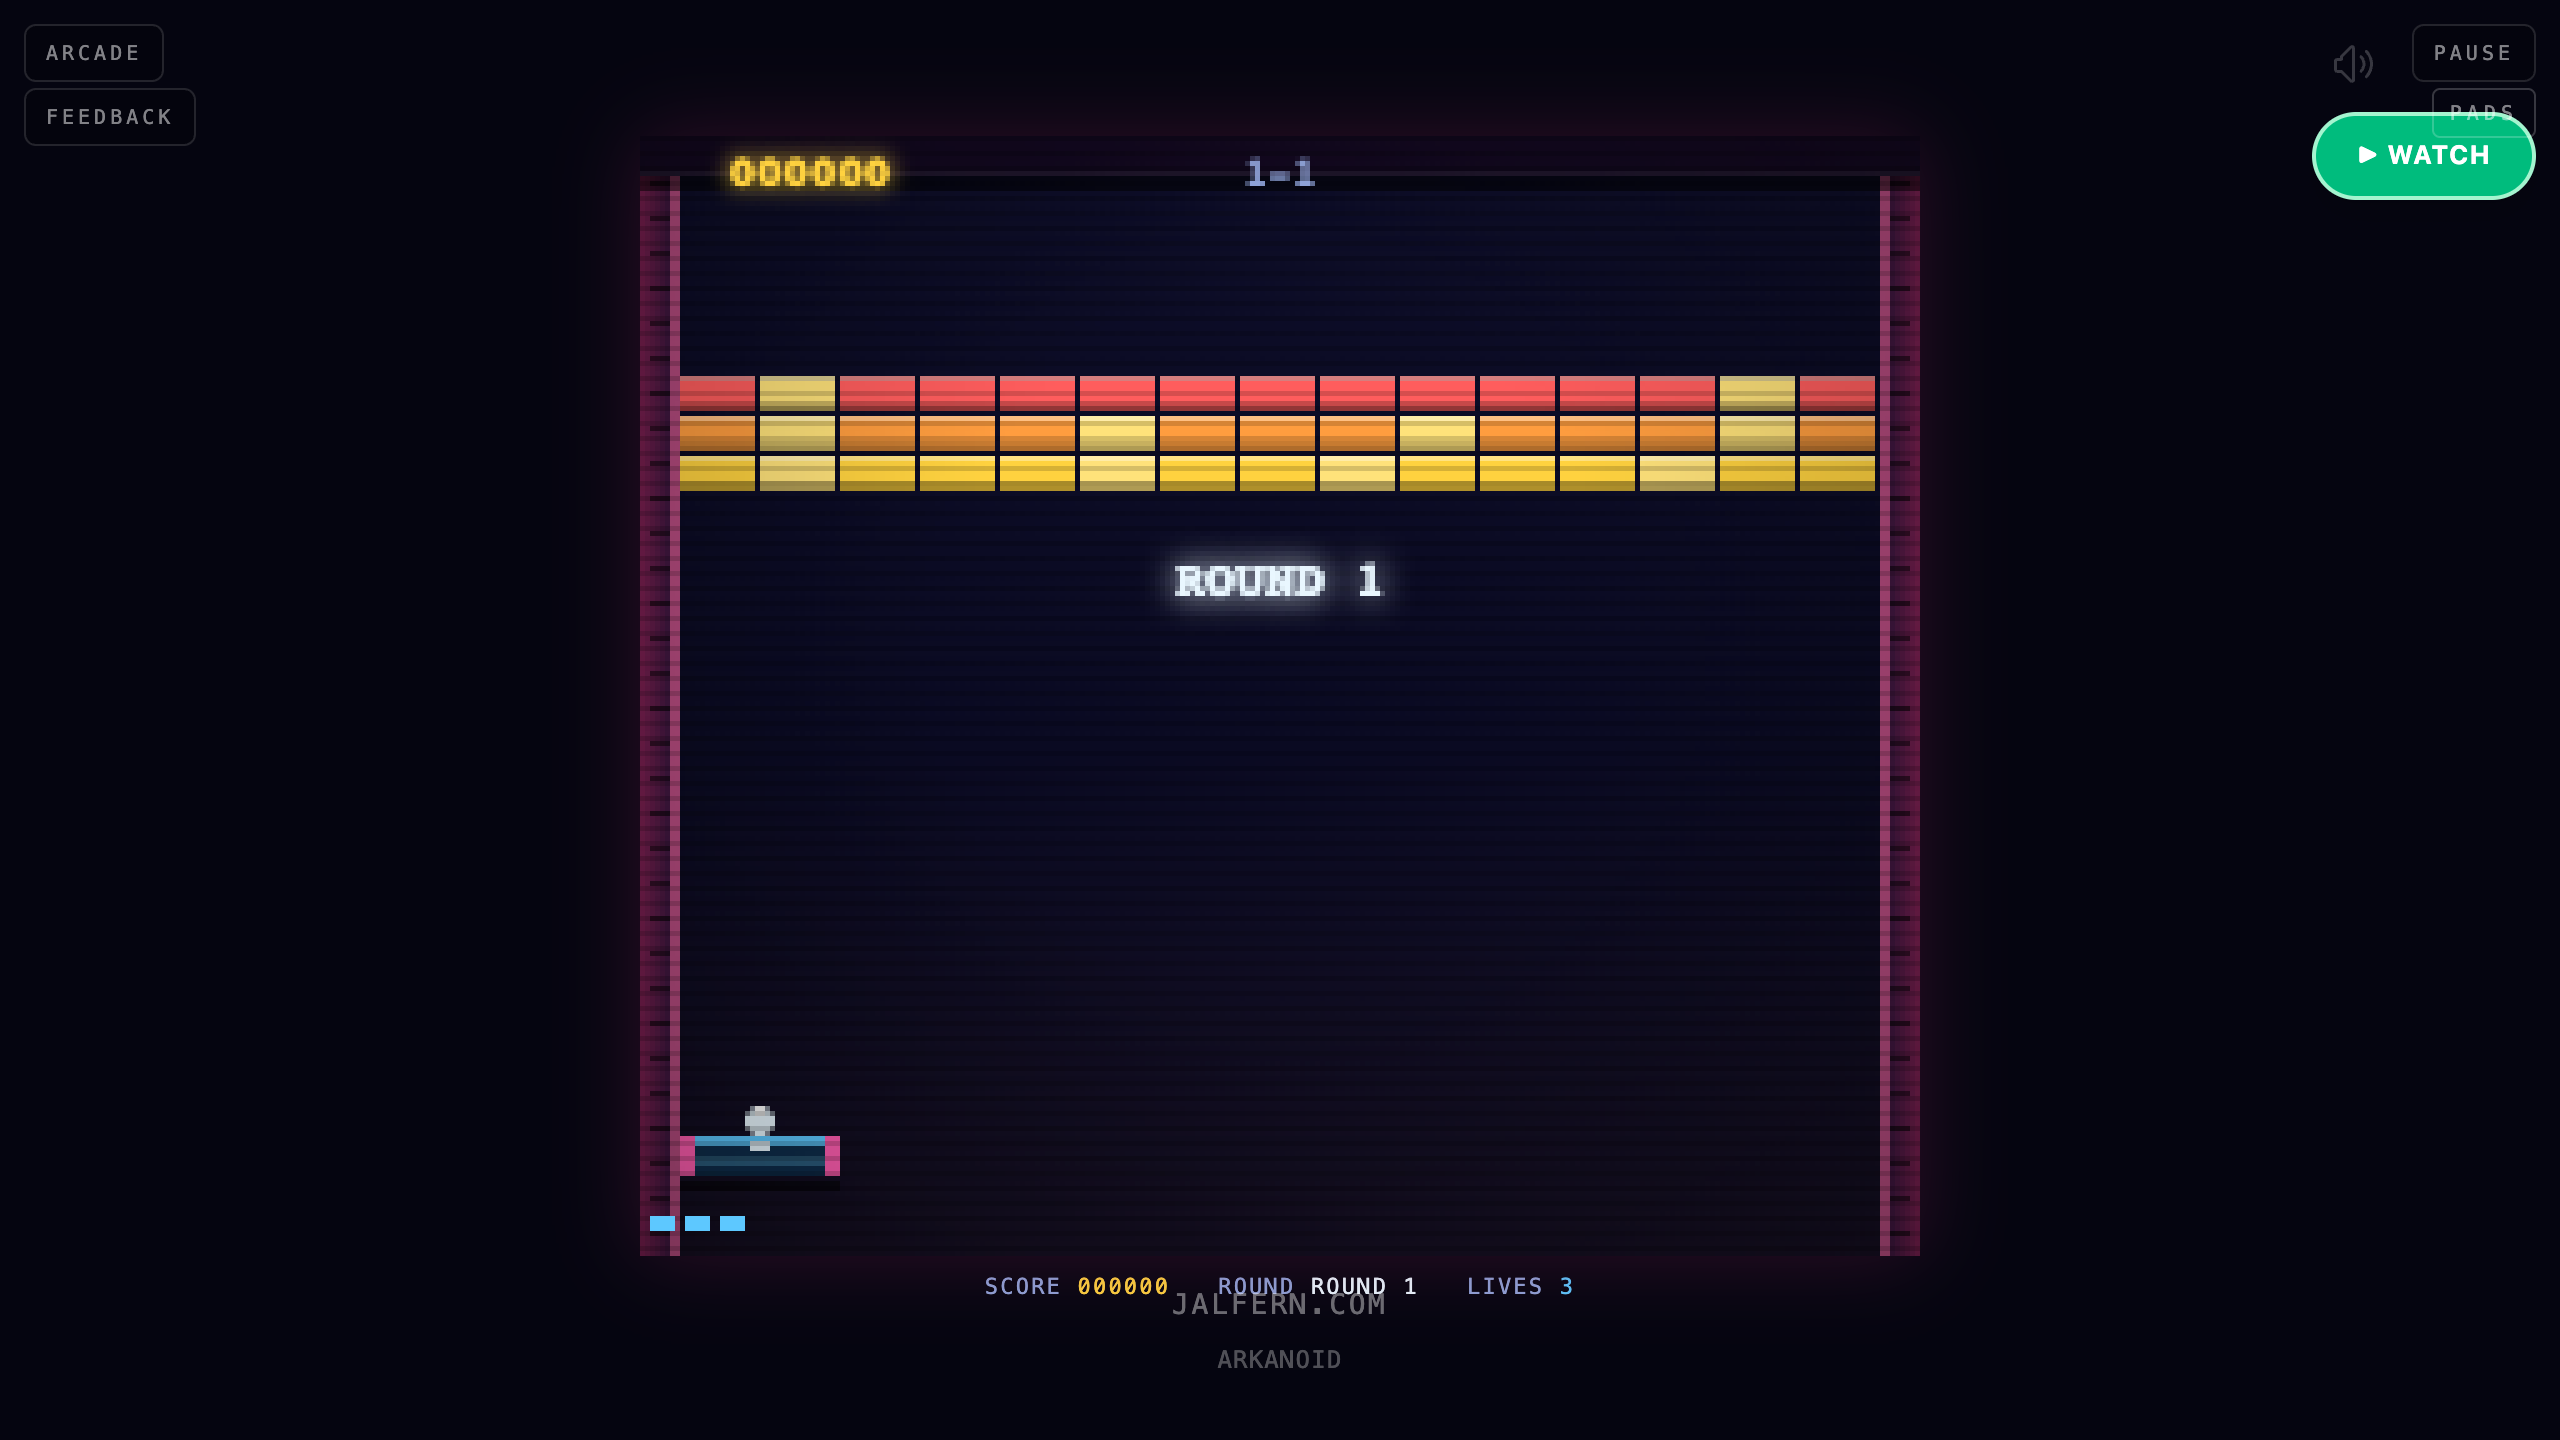 ARCADE
FEEDBACK
PAUSE
PADS
▶ WATCH
000000
1-1
ROUND 1
SCORE 000000 ROUND ROUND 1 LIVES 3
JALFERN.COM
ARKANOID